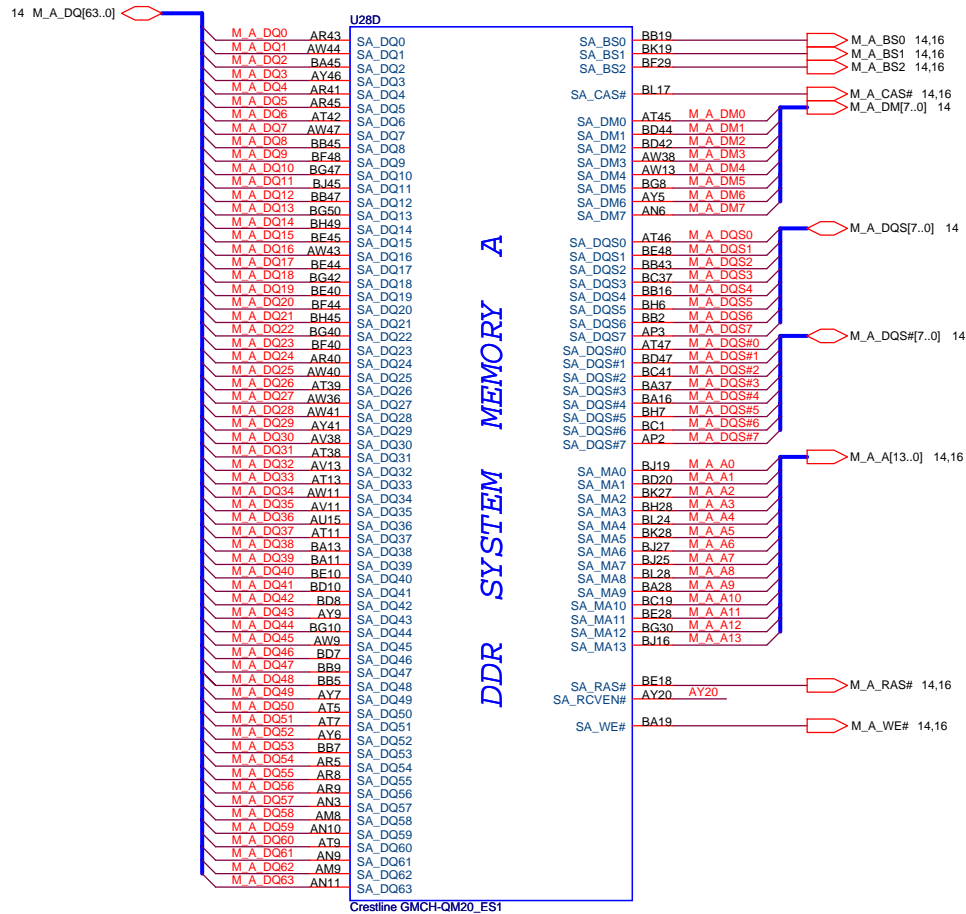 14 M_A_DQ[63..0]
U28D
M_A_DQ0 AR43 SA_DQ0
M_A_DQ1 AW44 SA_DQ1
M_A_DQ2 BA45 SA_DQ2
M_A_DQ3 AY46 SA_DQ3
M_A_DQ4 AR41 SA_DQ4
M_A_DQ5 AR45 SA_DQ5
M_A_DQ6 AT42 SA_DQ6
M_A_DQ7 AW47 SA_DQ7
M_A_DQ8 BB45 SA_DQ8
M_A_DQ9 BF48 SA_DQ9
M_A_DQ10 BG47 SA_DQ10
M_A_DQ11 BJ45 SA_DQ11
M_A_DQ12 BB47 SA_DQ12
M_A_DQ13 BG50 SA_DQ13
M_A_DQ14 BH49 SA_DQ14
M_A_DQ15 BE45 SA_DQ15
M_A_DQ16 AW43 SA_DQ16
M_A_DQ17 BE44 SA_DQ17
M_A_DQ18 BG42 SA_DQ18
M_A_DQ19 BE40 SA_DQ19
M_A_DQ20 BF44 SA_DQ20
M_A_DQ21 BH45 SA_DQ21
M_A_DQ22 BG40 SA_DQ22
M_A_DQ23 BF40 SA_DQ23
M_A_DQ24 AR40 SA_DQ24
M_A_DQ25 AW40 SA_DQ25
M_A_DQ26 AT39 SA_DQ26
M_A_DQ27 AW36 SA_DQ27
M_A_DQ28 AW41 SA_DQ28
M_A_DQ29 AY41 SA_DQ29
M_A_DQ30 AV38 SA_DQ30
M_A_DQ31 AT38 SA_DQ31
M_A_DQ32 AV13 SA_DQ32
M_A_DQ33 AT13 SA_DQ33
M_A_DQ34 AW11 SA_DQ34
M_A_DQ35 AV11 SA_DQ35
M_A_DQ36 AU15 SA_DQ36
M_A_DQ37 AT11 SA_DQ37
M_A_DQ38 BA13 SA_DQ38
M_A_DQ39 BA11 SA_DQ39
M_A_DQ40 BE10 SA_DQ40
M_A_DQ41 BD10 SA_DQ41
M_A_DQ42 BD8 SA_DQ42
M_A_DQ43 AY9 SA_DQ43
M_A_DQ44 BG10 SA_DQ44
M_A_DQ45 AW9 SA_DQ45
M_A_DQ46 BD7 SA_DQ46
M_A_DQ47 BB9 SA_DQ47
M_A_DQ48 BB5 SA_DQ48
M_A_DQ49 AY7 SA_DQ49
M_A_DQ50 AT5 SA_DQ50
M_A_DQ51 AT7 SA_DQ51
M_A_DQ52 AY6 SA_DQ52
M_A_DQ53 BB7 SA_DQ53
M_A_DQ54 AR5 SA_DQ54
M_A_DQ55 AR8 SA_DQ55
M_A_DQ56 AR9 SA_DQ56
M_A_DQ57 AN3 SA_DQ57
M_A_DQ58 AM8 SA_DQ58
M_A_DQ59 AN10 SA_DQ59
M_A_DQ60 AT9 SA_DQ60
M_A_DQ61 AN9 SA_DQ61
M_A_DQ62 AM9 SA_DQ62
M_A_DQ63 AN11 SA_DQ63
DDR SYSTEM MEMORY A
SA_BS0 BB19 M_A_BS0 14,16
SA_BS1 BK19 M_A_BS1 14,16
SA_BS2 BF29 M_A_BS2 14,16
SA_CAS# BL17 M_A_CAS# 14,16
M_A_DM[7..0] 14
SA_DM0 AT45 M_A_DM0
SA_DM1 BD44 M_A_DM1
SA_DM2 BD42 M_A_DM2
SA_DM3 AW38 M_A_DM3
SA_DM4 AW13 M_A_DM4
SA_DM5 BG8 M_A_DM5
SA_DM6 AY5 M_A_DM6
SA_DM7 AN6 M_A_DM7
M_A_DQS[7..0] 14
SA_DQS0 AT46 M_A_DQS0
SA_DQS1 BE48 M_A_DQS1
SA_DQS2 BB43 M_A_DQS2
SA_DQS3 BC37 M_A_DQS3
SA_DQS4 BB16 M_A_DQS4
SA_DQS5 BH6 M_A_DQS5
SA_DQS6 BB2 M_A_DQS6
SA_DQS7 AP3 M_A_DQS7
M_A_DQS#[7..0] 14
SA_DQS#0 AT47 M_A_DQS#0
SA_DQS#1 BD47 M_A_DQS#1
SA_DQS#2 BC41 M_A_DQS#2
SA_DQS#3 BA37 M_A_DQS#3
SA_DQS#4 BA16 M_A_DQS#4
SA_DQS#5 BH7 M_A_DQS#5
SA_DQS#6 BC1 M_A_DQS#6
SA_DQS#7 AP2 M_A_DQS#7
M_A_A[13..0] 14,16
SA_MA0 BJ19 M_A_A0
SA_MA1 BD20 M_A_A1
SA_MA2 BK27 M_A_A2
SA_MA3 BH28 M_A_A3
SA_MA4 BL24 M_A_A4
SA_MA5 BK28 M_A_A5
SA_MA6 BJ27 M_A_A6
SA_MA7 BJ25 M_A_A7
SA_MA8 BL28 M_A_A8
SA_MA9 BA28 M_A_A9
SA_MA10 BC19 M_A_A10
SA_MA11 BE28 M_A_A11
SA_MA12 BG30 M_A_A12
SA_MA13 BJ16 M_A_A13
SA_RAS# BE18 M_A_RAS# 14,16
SA_RCVEN# AY20 AY20
SA_WE# BA19 M_A_WE# 14,16
Crestline GMCH-QM20_ES1